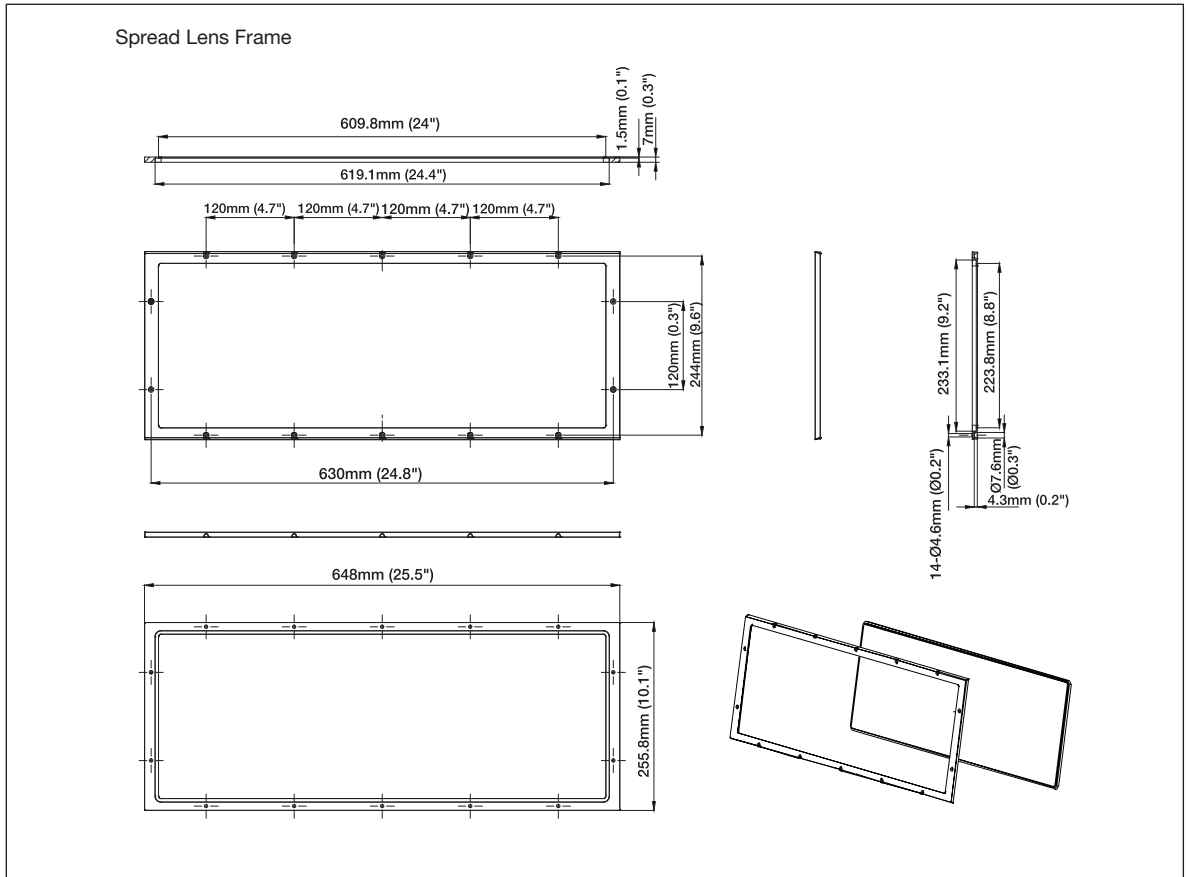 Spread Lens Frame
1.5mm (0.1")
7mm (0.3")
609.8mm (24")
619.1mm (24.4")
120mm (4.7")
120mm (4.7")
120mm (4.7")
120mm (4.7")
120mm (0.3")
244mm (9.6")
233.1mm (9.2")
223.8mm (8.8")
630mm (24.8")
14-Ø4.6mm (Ø0.2")
Ø7.6mm
(Ø0.3")
4.3mm (0.2")
648mm (25.5")
255.8mm (10.1")